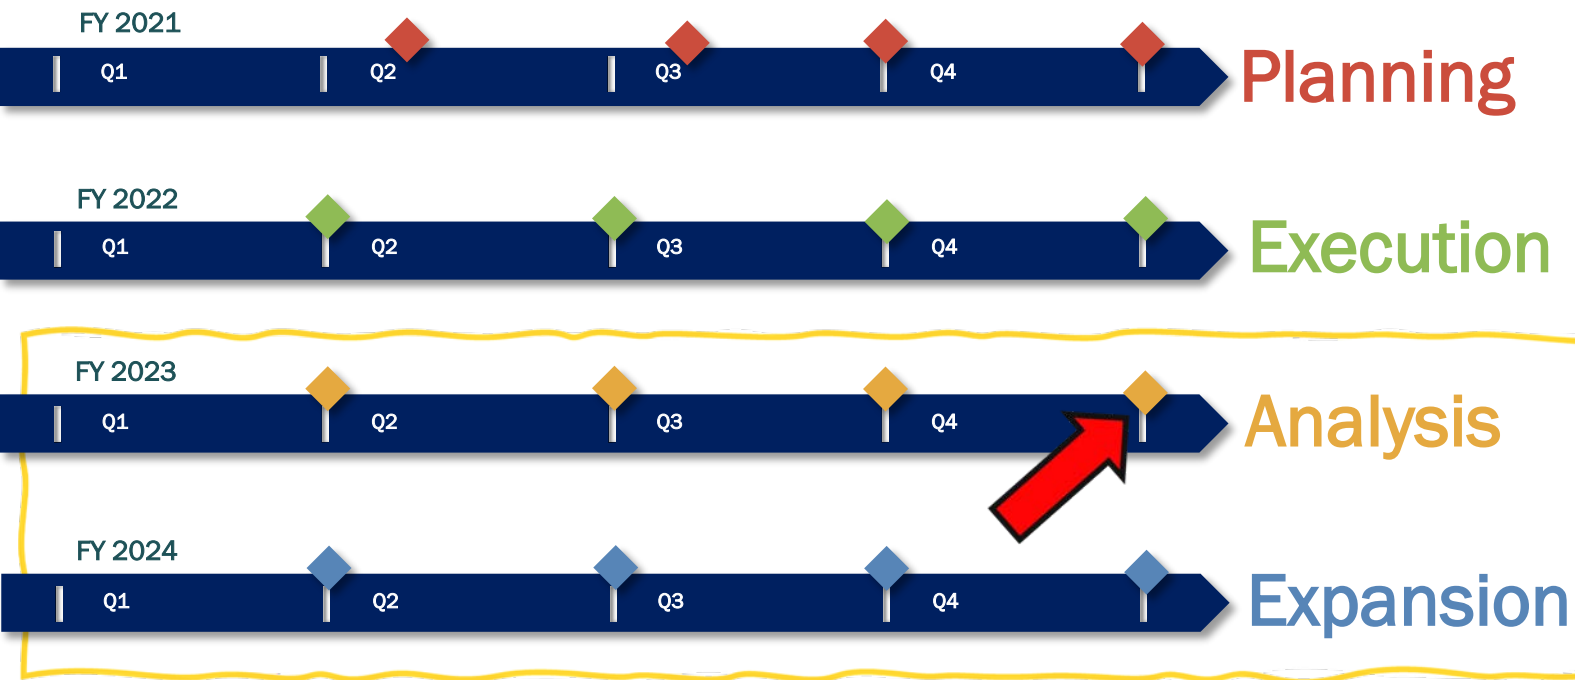 FY 2021
Q1 Q2 Q3 Q4 Planning
FY 2022
Q1 Q2 Q3 Q4 Execution
FY 2023
Q1 Q2 Q3 Q4 Analysis
FY 2024
Q1 Q2 Q3 Q4 Expansion